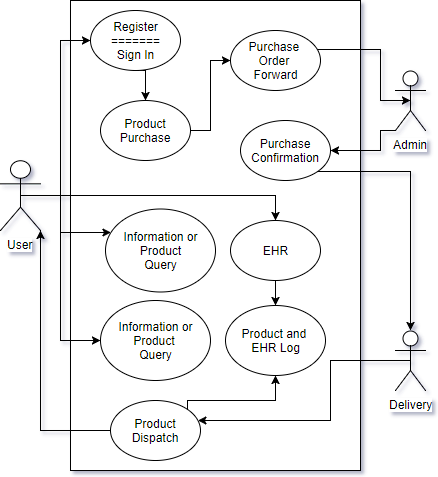 Register
=======
Sign In
Purchase
Order
Forward
Product
Purchase
Purchase
Confirmation
Admin
User
Information or
Product
Query
EHR
Information or
Product
Query
Product and
EHR Log
Delivery
Product
Dispatch